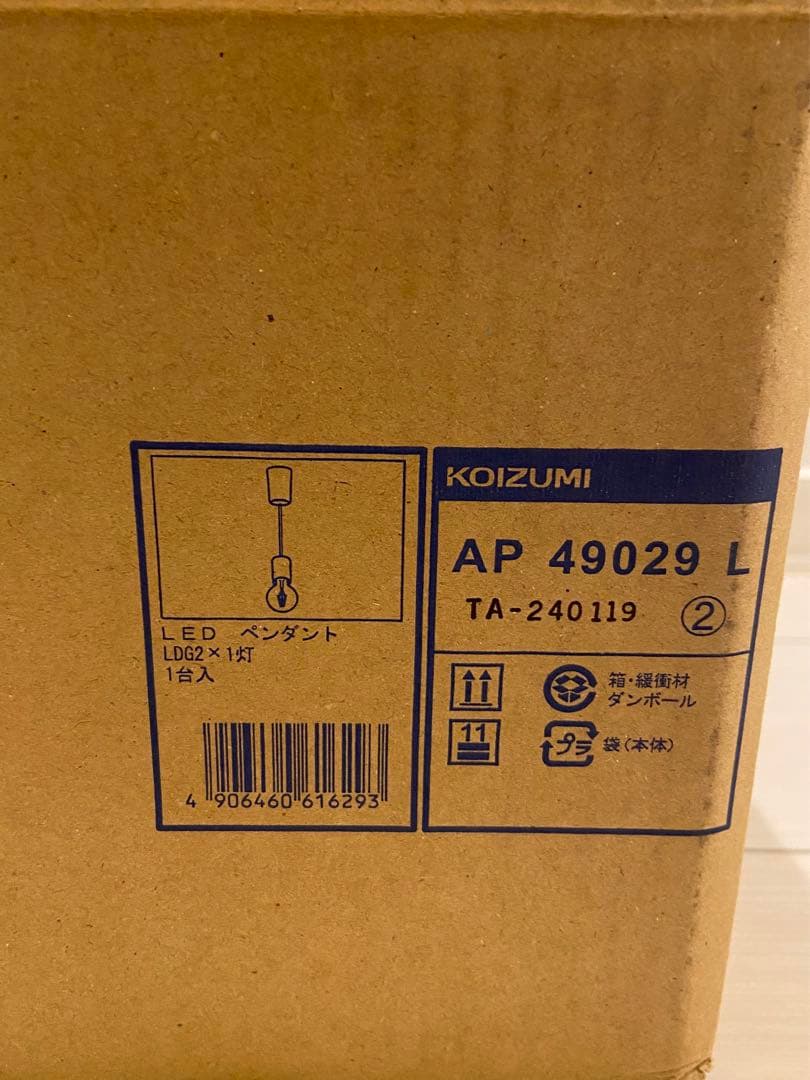 LED ペンダント
LDG2×1灯
1台入
4 906460 616293
KOIZUMI
AP 49029 L
TA-240119 ②
11
箱・緩衝材
ダンボール
プラ
袋(本体)